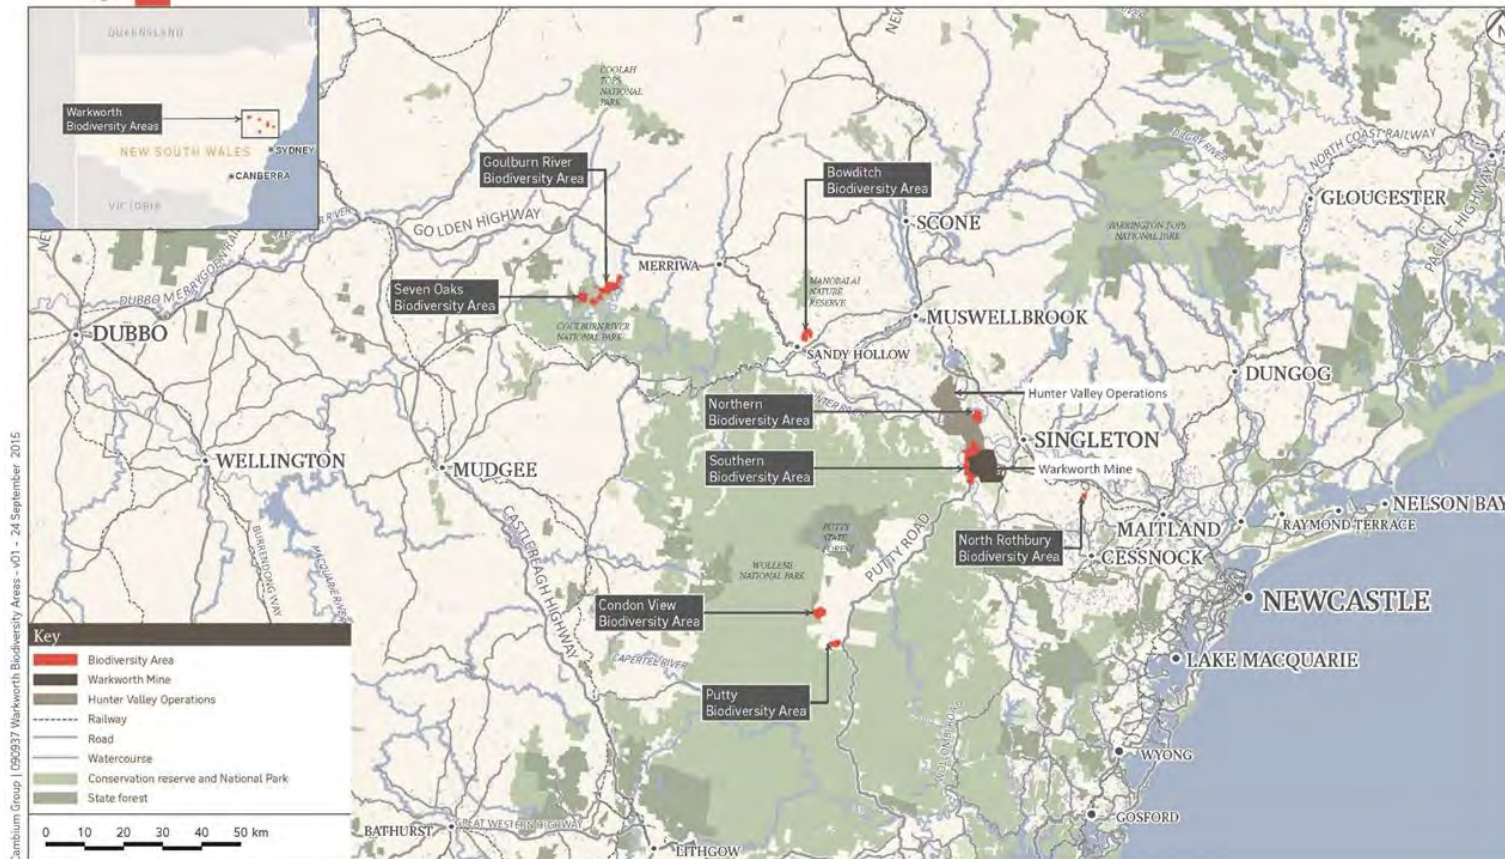 QUEENSLAND
Warkworth
Biodiversity Areas
NEW SOUTH WALES
SYDNEY
CANBERRA
VICTORIA
COOLAH
TOPS
NATIONAL
PARK
Goulburn River
Biodiversity Area
Bowditch
Biodiversity Area
NORTH COAST RAILWAY
GLOUCESTER
PACIFIC HIGHWAY
GOLDEN HIGHWAY
SCONE
BARRINGTON TOPS
NATIONAL PARK
MERRIWA
Seven Oaks
Biodiversity Area
MANOBALAI
NATURE
RESERVE
DUBBO
GOULBURN RIVER
NATIONAL PARK
MUSWELLBROOK
SANDY HOLLOW
DUNGOG
Hunter Valley Operations
Northern
Biodiversity Area
HUNTER RIVER
SINGLETON
WELLINGTON
MUDGEE
Southern
Biodiversity Area
Warkworth Mine
NELSON BAY
RAYMOND TERRACE
MAITLAND
CASTLEREAGH HIGHWAY
BURRENDONG WAY
MACQUARIE RIVER
PUTTY
STATE
FOREST
PUTTY ROAD
North Rothbury
Biodiversity Area
CESSNOCK
WOLLEMI
NATIONAL PARK
NEWCASTLE
Condon View
Biodiversity Area
CAPERTEE RIVER
LAKE MACQUARIE
Putty
Biodiversity Area
WYONG
GOSFORD
BATHURST
GREAT WESTERN HIGHWAY
LITHGOW
Key
Biodiversity Area
Warkworth Mine
Hunter Valley Operations
Railway
Road
Watercourse
Conservation reserve and National Park
State forest
0 10 20 30 40 50 km
Cambium Group | 090937 Warkworth Biodiversity Areas - v01 - 24 September 2015